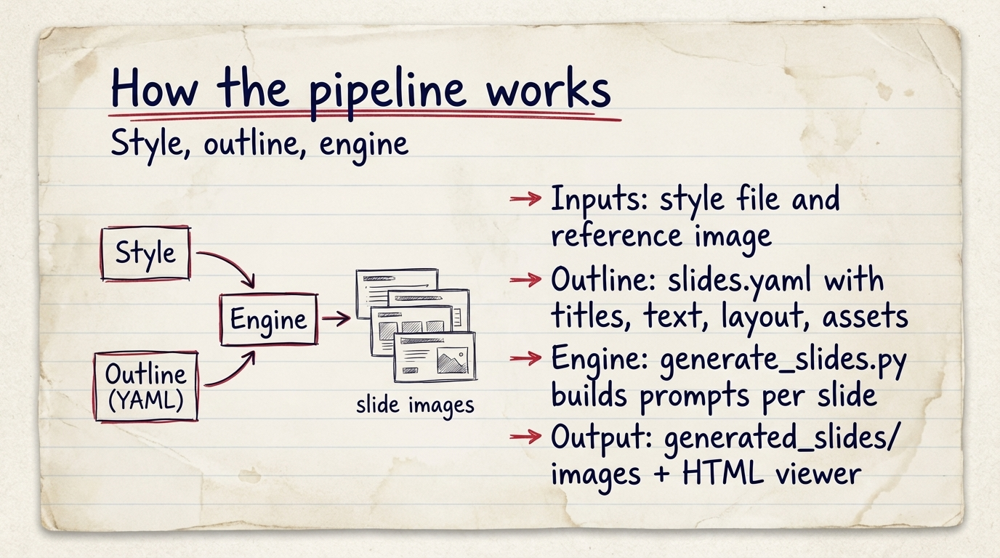 How the pipeline works
Style, outline, engine
Style
Engine
Outline
(YAML)
slide images
→ Inputs: style file and
reference image
→ Outline: slides.yaml with
titles, text, layout, assets
→ Engine: generate_slides.py
builds prompts per slide
→ Output: generated_slides/
images + HTML viewer